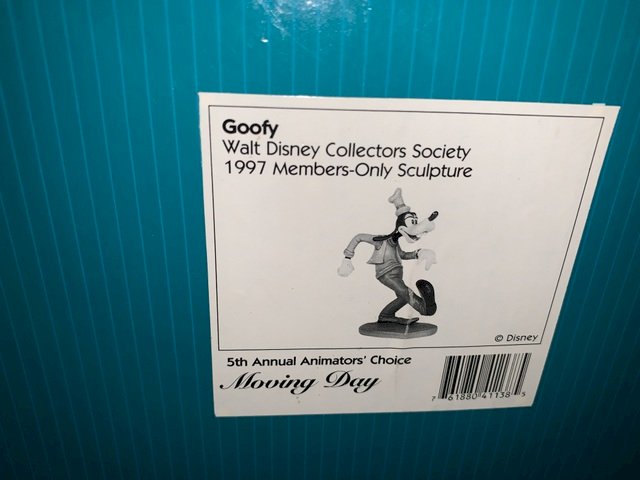 Goofy
Walt Disney Collectors Society
1997 Members-Only Sculpture
© Disney
5th Annual Animators' Choice
Moving Day
7 61880 41138 5